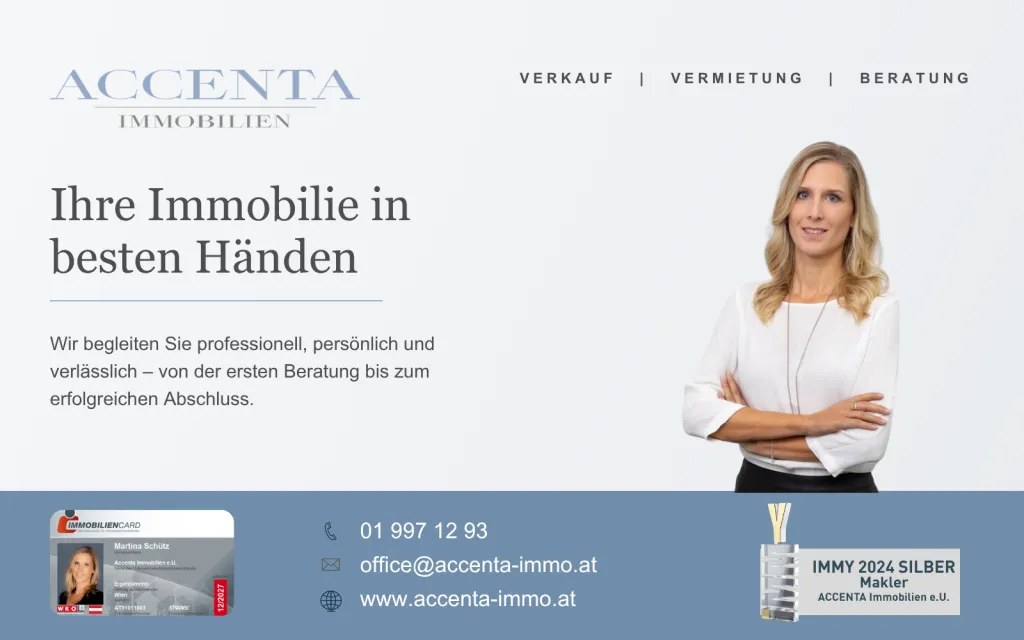 ACCENTA
IMMOBILIEN
VERKAUF | VERMIETUNG | BERATUNG
Ihre Immobilie in
besten Händen
Wir begleiten Sie professionell, persönlich und
verlässlich – von der ersten Beratung bis zum
erfolgreichen Abschluss.
IMMOBILIENCARD
Martina Schütz
Accenta Immobilien e.U.
Wien
WKO
12/2027
01 997 12 93
office@accenta-immo.at
www.accenta-immo.at
IMMY 2024 SILBER
Makler
ACCENTA Immobilien e.U.